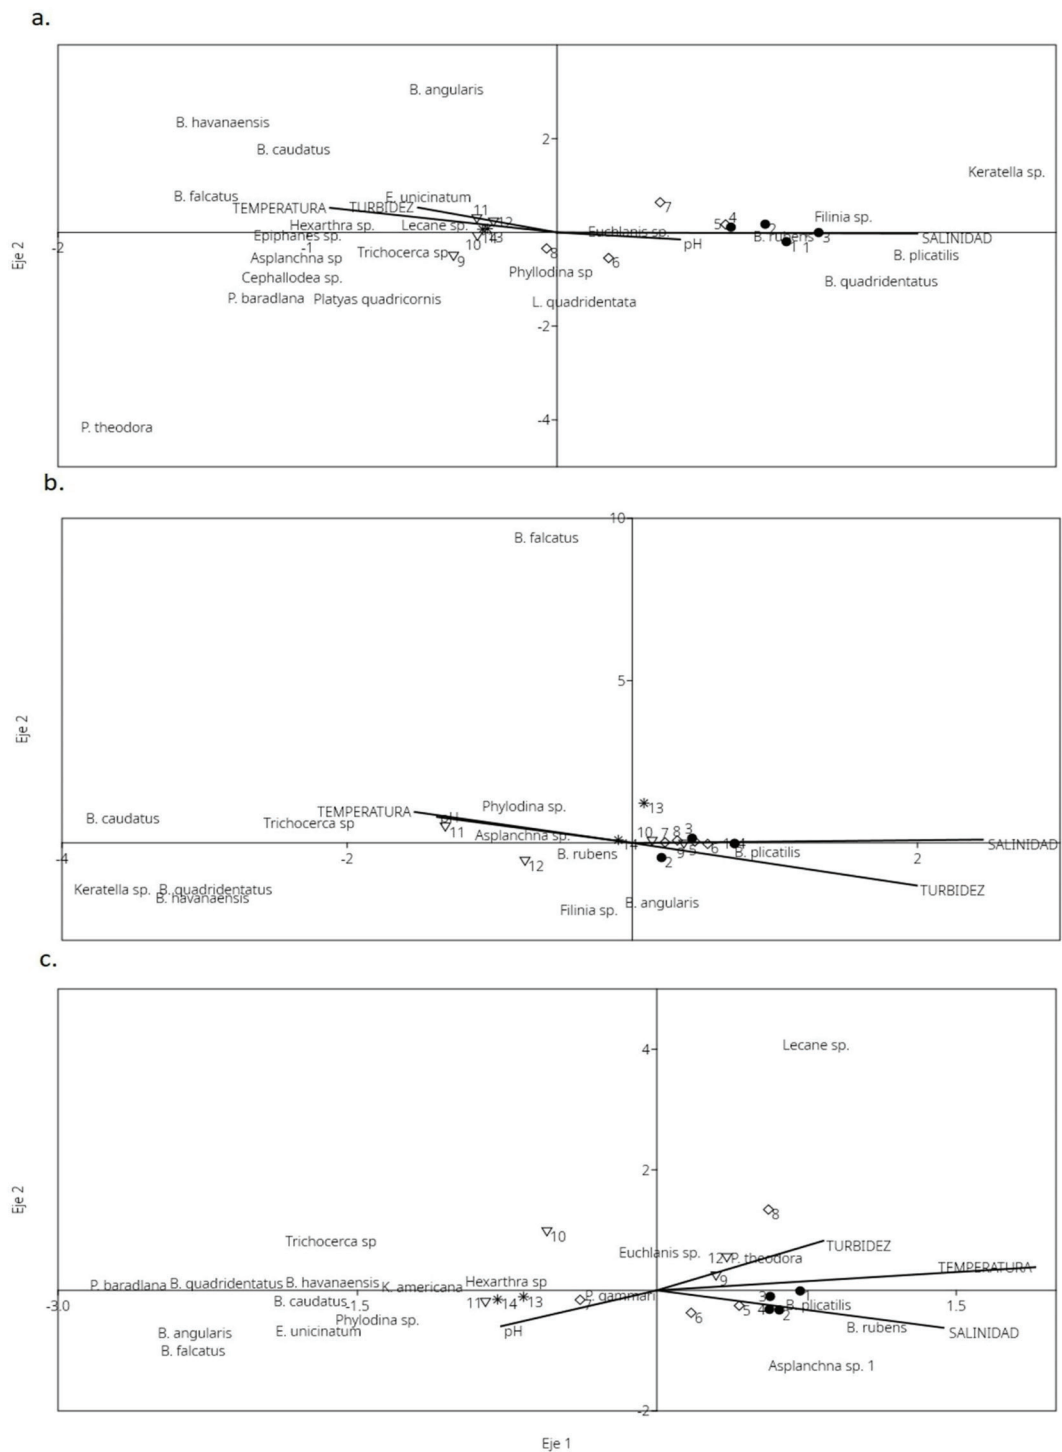 a.
B. angularis
B. havanaensis
2
B. caudatus
Keratella sp.
B. falcatus
E. unicinatum
TEMPERATURA
TURBIDEZ
7
11
12
5
4
2
Filinia sp.
Hexarthra sp.
Lecane sp.
Euchlanis sp.
-2
-1
Epiphanes sp.
14
13
B. rubens
3
SALINIDAD
pH
1
1
10
Asplanchna sp
Trichocerca sp
9
8
6
B. plicatilis
Cephallodea sp.
Phyllodina sp
B. quadridentatus
P. baradlana
Platyas quadricornis
L. quadridentata
-2
-4
P. theodora
Eje 2
b.
10
B. falcatus
5
Eje 2
13
Phylodina sp.
TEMPERATURA
B. caudatus
Trichocerca sp
11
Asplanchna sp.
10
7
8
3
SALINIDAD
-4
-2
B. rubens
14
9
5
6
1
4
B. plicatilis
2
12
2
Keratella sp.
B. quadridentatus
TURBIDEZ
B. havanaensis
Filinia sp.
B. angularis
c.
4
Lecane sp.
2
Eje 2
8
10
Trichocerca sp
Euchlanis sp.
12
P. theodora
TURBIDEZ
9
TEMPERATURA
P. baradlana
B. quadridentatus
B. havanaensis
K. americana
Hexarthra sp
P. gammari
3
1
-3.0
B. caudatus
-1.5
11
14
13
7
5
4
2
B. plicatilis
1.5
Phylodina sp.
6
B. angularis
E. unicinatum
pH
B. rubens
SALINIDAD
B. falcatus
Asplanchna sp. 1
-2
Eje 1